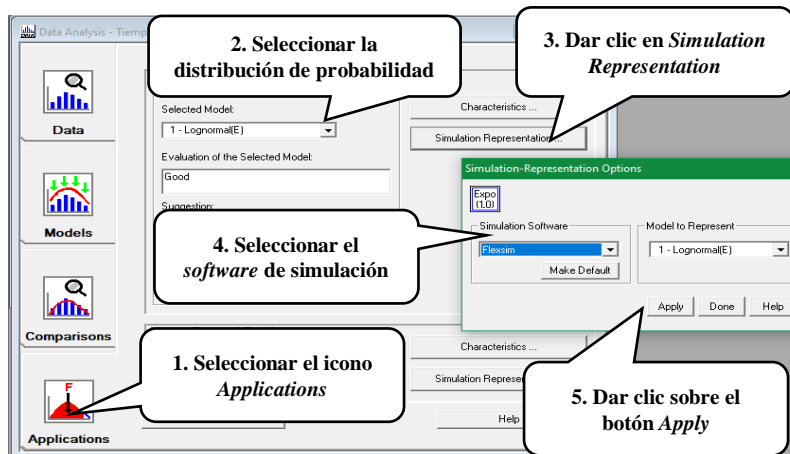 Data Analysis - Tiemp
2. Seleccionar la
distribución de probabilidad
3. Dar clic en Simulation
Representation
Data
Selected Model:
1 - Lognormal(E)
Evaluation of the Selected Model:
Good
Suggestion:
Characteristics ...
Simulation Representation ...
Simulation-Representation Options
Expo
(1,0)
Simulation Software
Flexsim
Make Default
Model to Represent
1 - Lognormal(E)
Apply
Done
Help
Models
4. Seleccionar el
software de simulación
Comparisons
1. Seleccionar el icono
Applications
Characteristics ...
Simulation Represe
5. Dar clic sobre el
botón Apply
F
Applications
Help